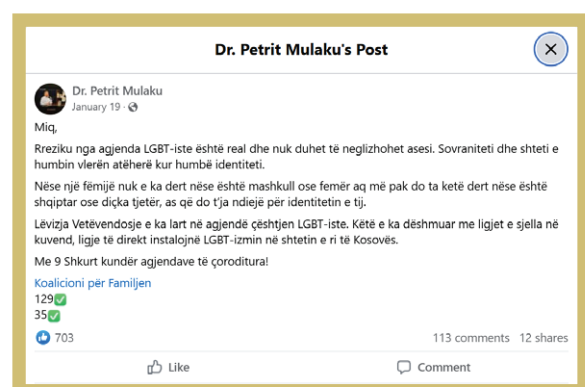 Dr. Petrit Mulaku's Post
Dr. Petrit Mulaku
January 19 ·
Miq,
Rreziku nga agjenda LGBT-iste është real dhe nuk duhet të neglizhohet asesi. Sovraniteti dhe shteti e
humbin vlerën atëherë kur humbë identiteti.
Nëse një fëmijë nuk e ka dert nëse është mashkull ose femër aq më pak do ta ketë dert nëse është
shqiptar ose diçka tjetër, as që do t'ja ndiejë për identitetin e tij.
Lëvizja Vetëvendosje e ka lart në agjendë çështjen LGBT-iste. Këtë e ka dëshmuar me ligjet e sjella në
kuvend, ligje të direkt instalojnë LGBT-izmin në shtetin e ri të Kosovës.
Me 9 Shkurt kundër agjendave të çoroditura!
Koalicioni për Familjen
129✅
35✅
703 113 comments 12 shares
Like Comment